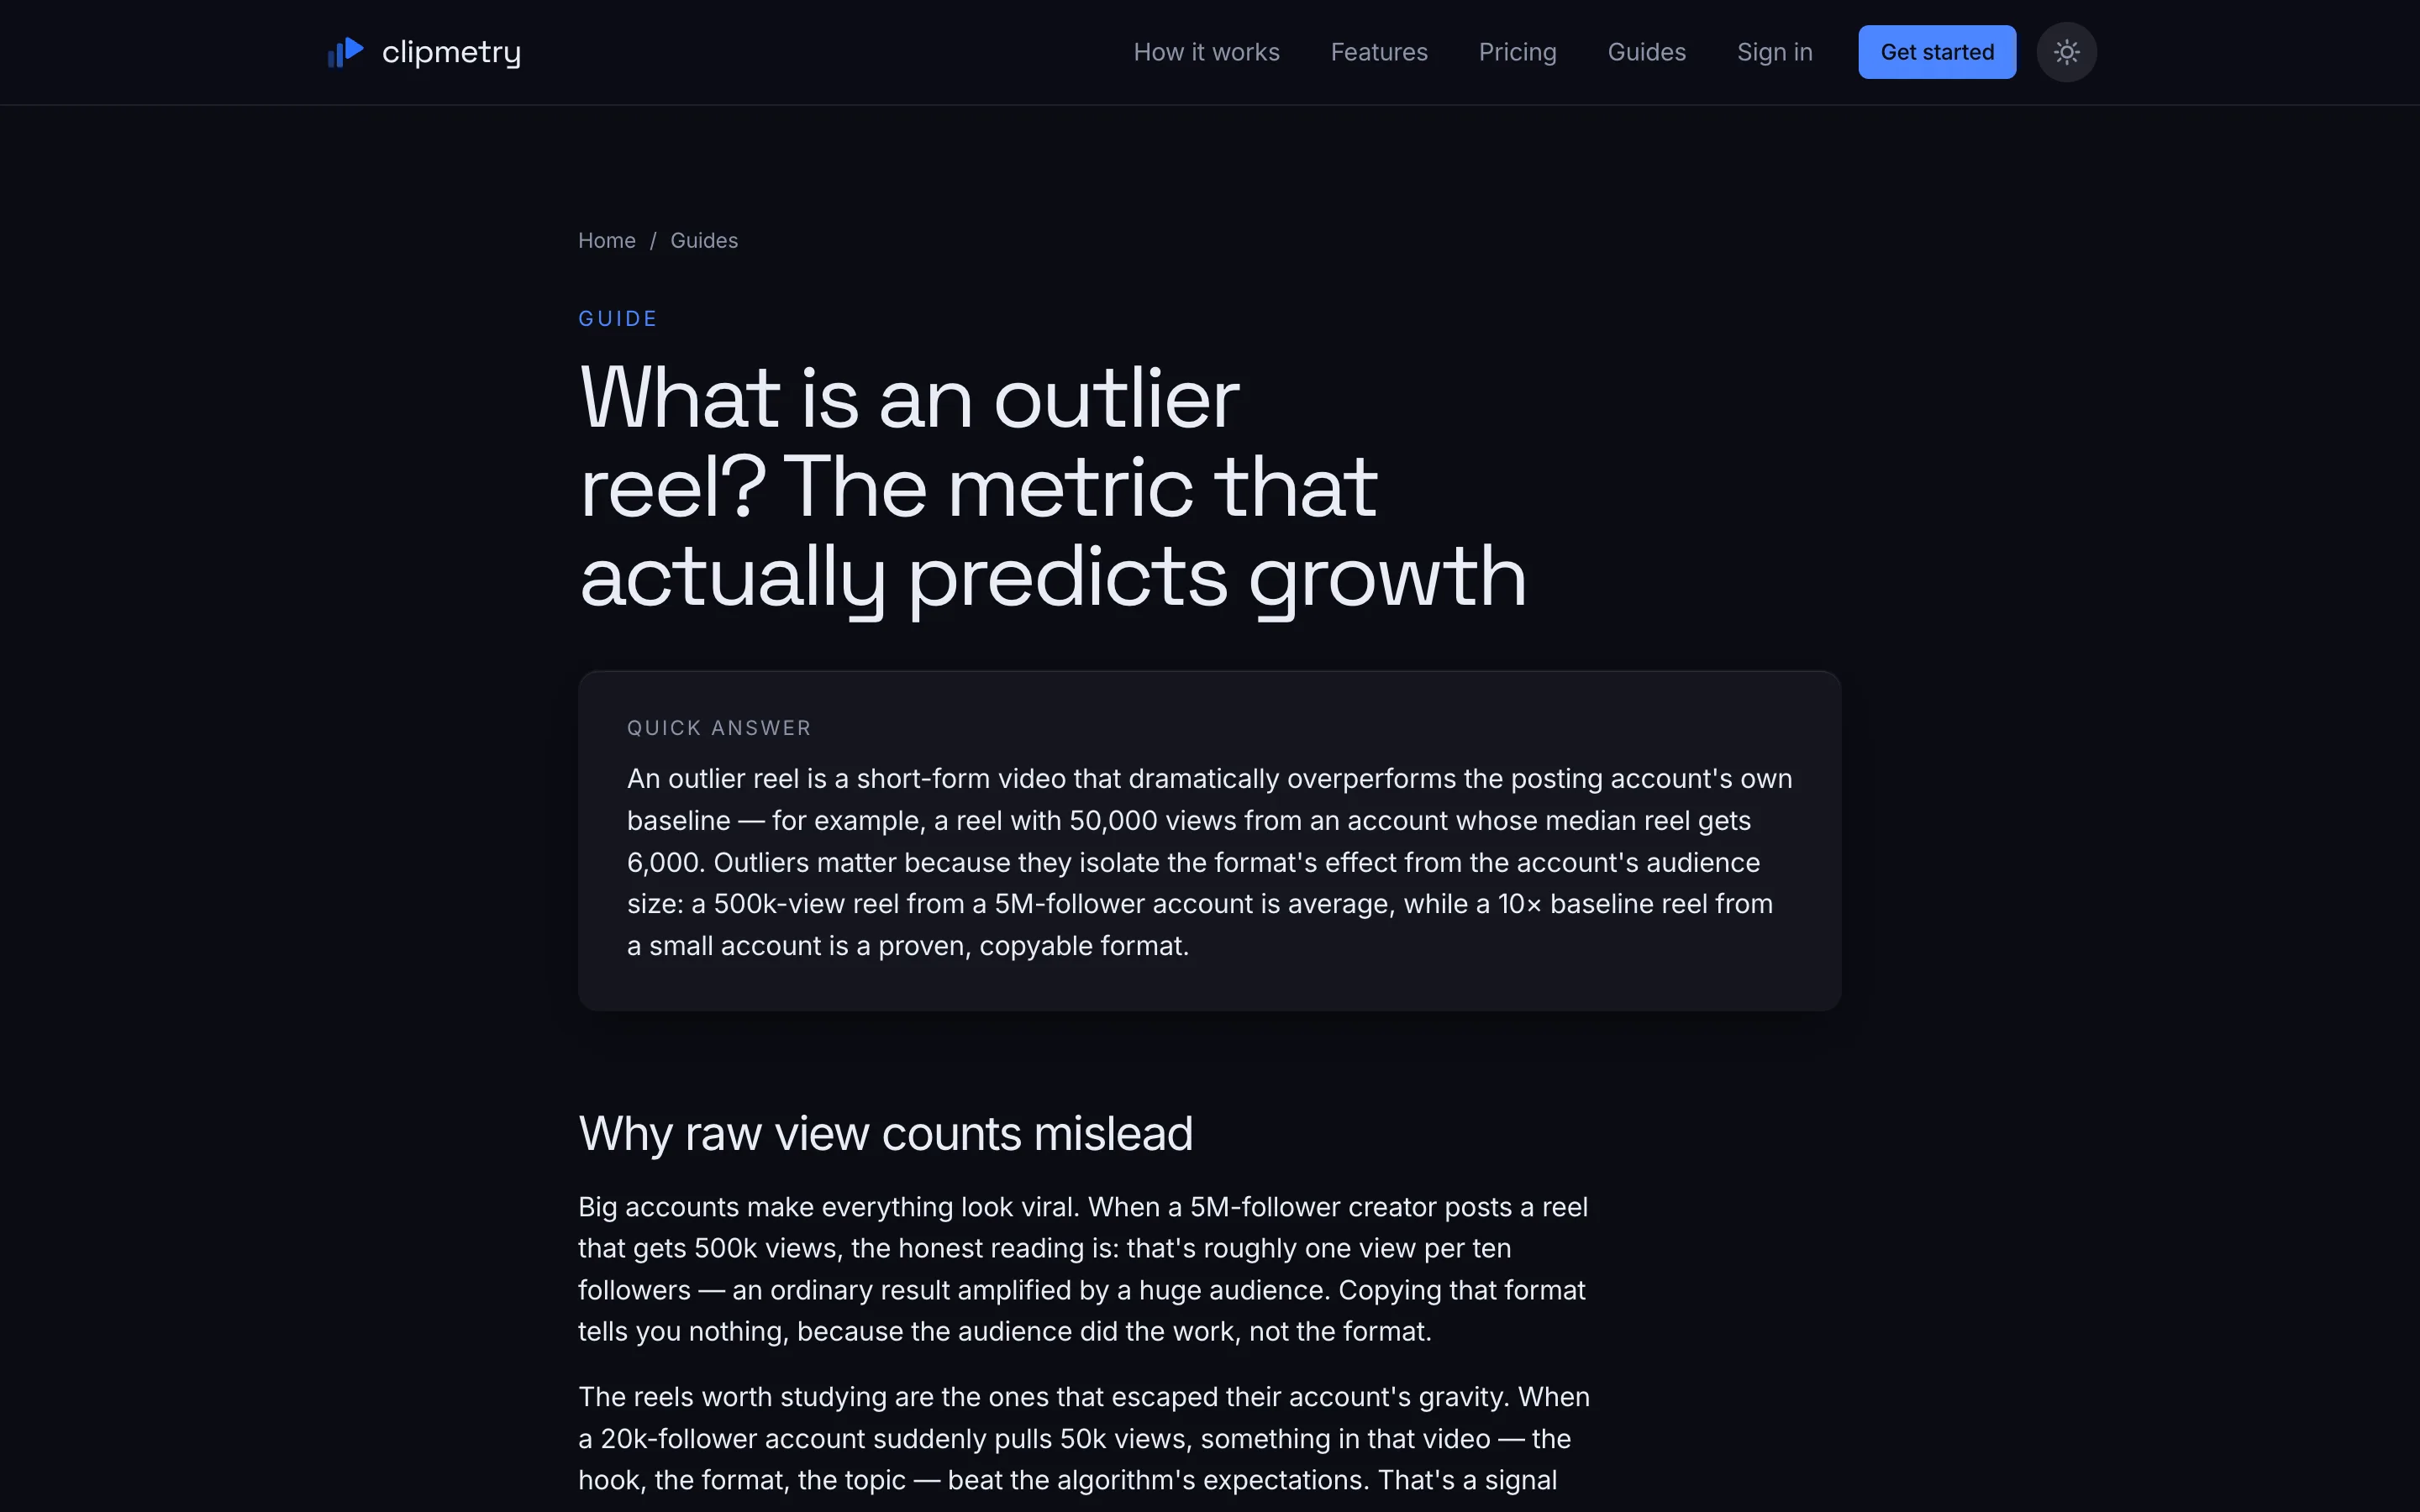 clipmetry
How it works
Features
Pricing
Guides
Sign in
Get started
Home / Guides
GUIDE
What is an outlier
reel? The metric that
actually predicts growth
QUICK ANSWER
An outlier reel is a short-form video that dramatically overperforms the posting account's own
baseline — for example, a reel with 50,000 views from an account whose median reel gets
6,000. Outliers matter because they isolate the format's effect from the account's audience
size: a 500k-view reel from a 5M-follower account is average, while a 10× baseline reel from
a small account is a proven, copyable format.
Why raw view counts mislead
Big accounts make everything look viral. When a 5M-follower creator posts a reel
that gets 500k views, the honest reading is: that's roughly one view per ten
followers — an ordinary result amplified by a huge audience. Copying that format
tells you nothing, because the audience did the work, not the format.
The reels worth studying are the ones that escaped their account's gravity. When
a 20k-follower account suddenly pulls 50k views, something in that video — the
hook, the format, the topic — beat the algorithm's expectations. That's a signal